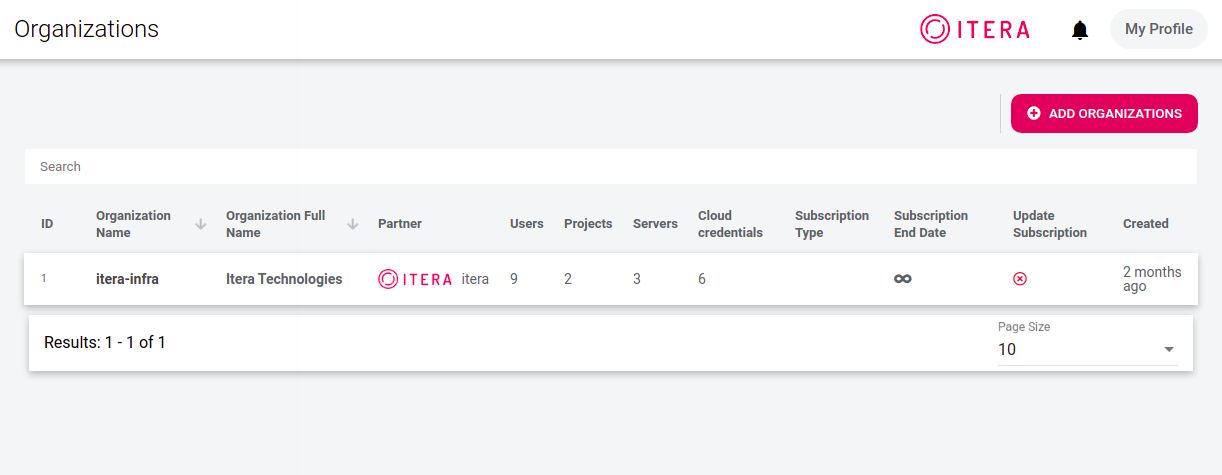 Organizations
ITERA
My Profile
ADD ORGANIZATIONS
Search
ID
Organization
Name
Organization Full
Name
Partner
Users
Projects
Servers
Cloud
credentials
Subscription
Type
Subscription
End Date
Update
Subscription
Created
1
itera-infra
Itera Technologies
ITERA itera
9
2
3
6
∞
2 months
ago
Results: 1 - 1 of 1
Page Size
10